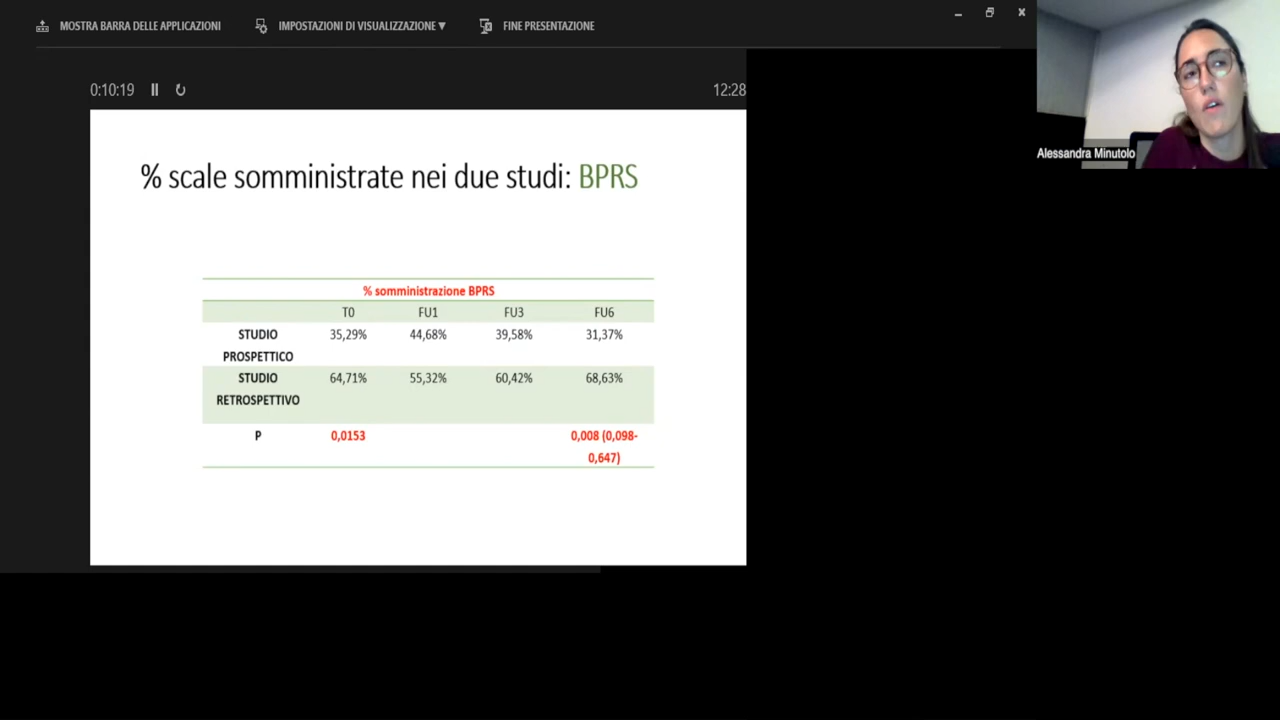 MOSTRA BARRA DELLE APPLICAZIONI IMPOSTAZIONI DI VISUALIZZAZIONE ▼ FINE PRESENTAZIONE
0:10:19 12:28
Alessandra Minutolo
% scale somministrate nei due studi: BPRS
% somministrazione BPRS
T0 FU1 FU3 FU6
STUDIO PROSPETTICO 35,29% 44,68% 39,58% 31,37%
STUDIO RETROSPETTIVO 64,71% 55,32% 60,42% 68,63%
P 0,0153 0,008 (0,098-
0,647)